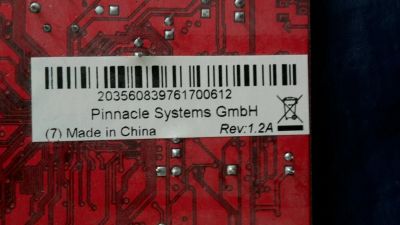 203560839761700612
Pinnacle Systems GmbH
(7) Made in China
Rev:1.2A